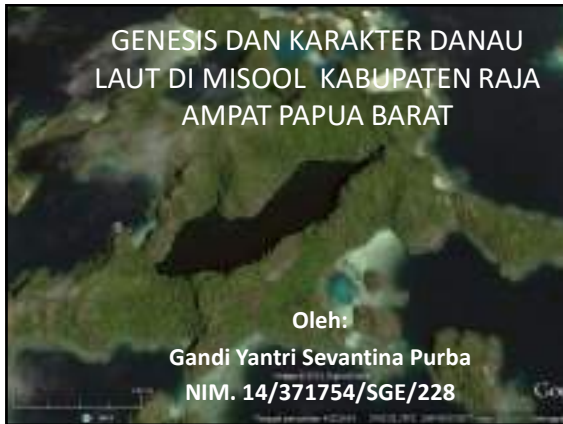 GENESIS DAN KARAKTER DANAU
LAUT DI MISOOL KABUPATEN RAJA
AMPAT PAPUA BARAT
Oleh:
Gandi Yantri Sevantina Purba
NIM. 14/371754/SGE/228